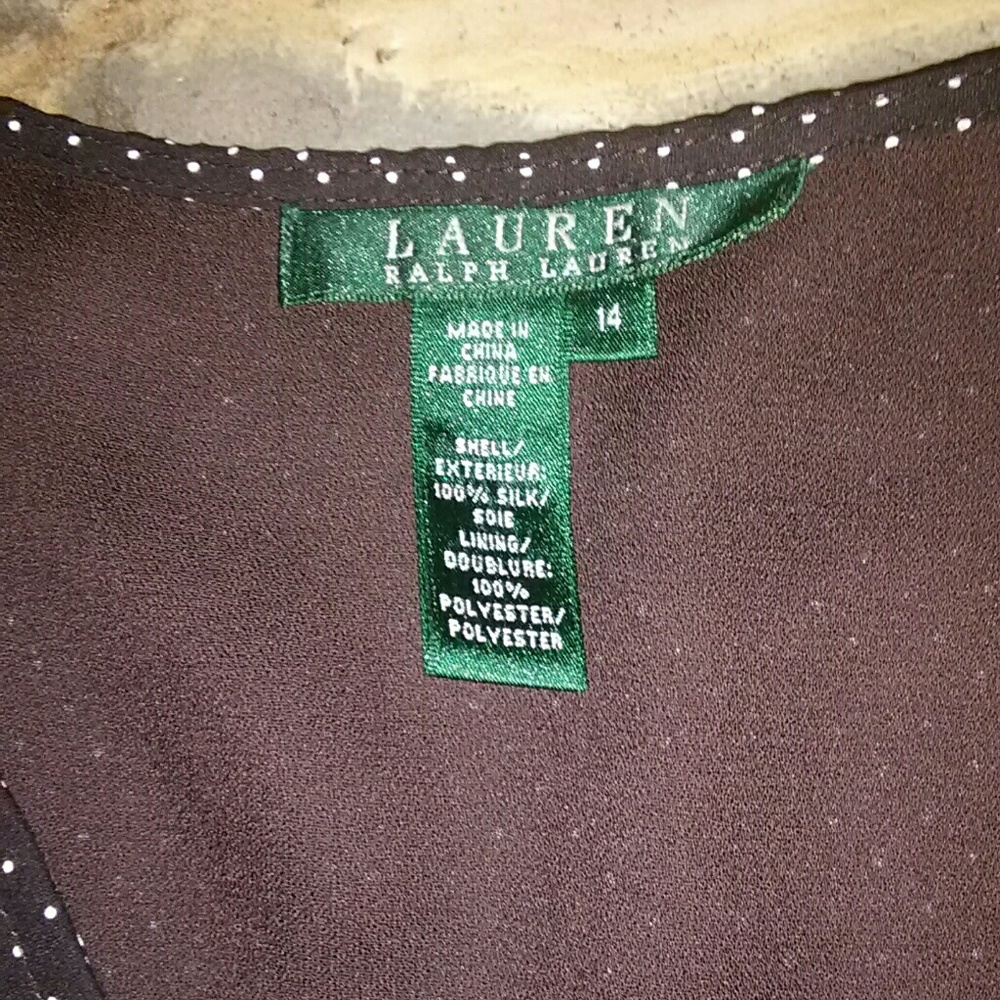 LAUREN
RALPH LAUREN
14
MADE IN
CHINA
FABRIQUE EN
CHINE
SHELL/
EXTERIEUR:
100% SILK/
SOIE
LINING/
DOUBLURE:
100%
POLYESTER/
POLYESTER